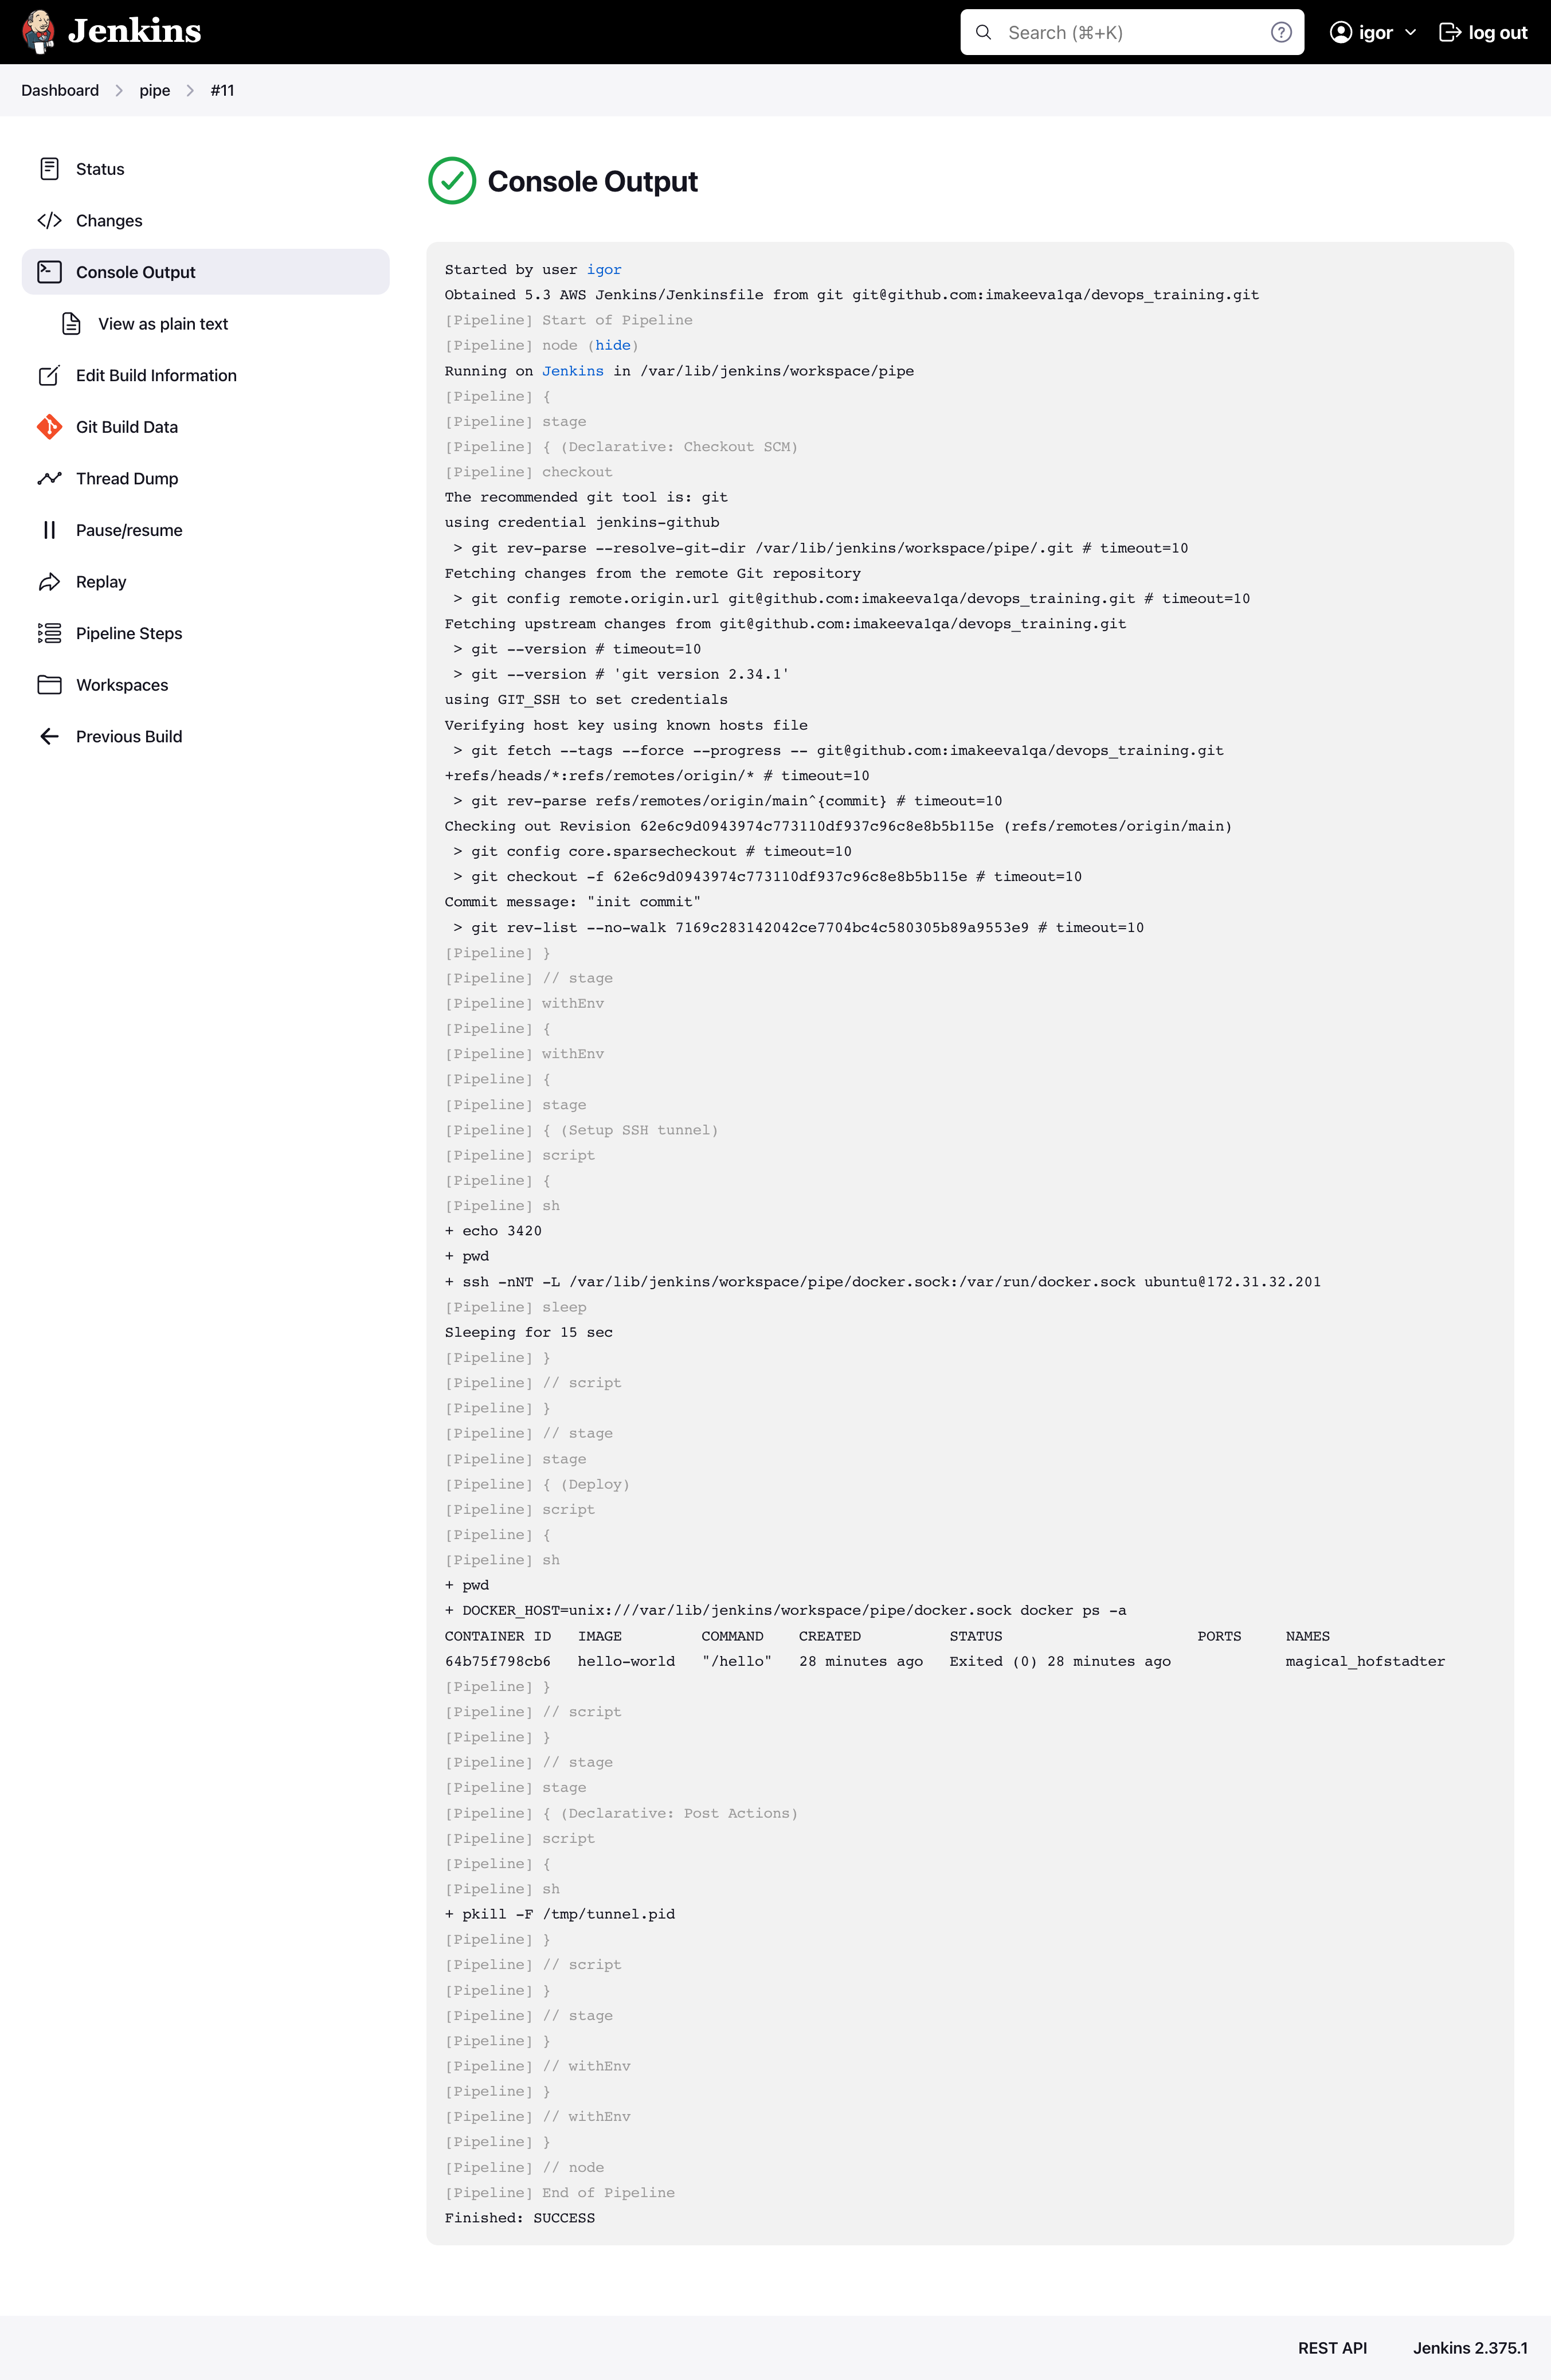 Jenkins
Search (⌘+K)
igor
log out
Dashboard
pipe
#11
Status
Changes
Console Output
View as plain text
Edit Build Information
Git Build Data
Thread Dump
Pause/resume
Replay
Pipeline Steps
Workspaces
Previous Build
Console Output
Started by user igor
Obtained 5.3 AWS Jenkins/Jenkinsfile from git git@github.com:imakeeva1qa/devops_training.git
[Pipeline] Start of Pipeline
[Pipeline] node (hide)
Running on Jenkins in /var/lib/jenkins/workspace/pipe
[Pipeline] {
[Pipeline] stage
[Pipeline] { (Declarative: Checkout SCM)
[Pipeline] checkout
The recommended git tool is: git
using credential jenkins-github
 > git rev-parse --resolve-git-dir /var/lib/jenkins/workspace/pipe/.git # timeout=10
Fetching changes from the remote Git repository
 > git config remote.origin.url git@github.com:imakeeva1qa/devops_training.git # timeout=10
Fetching upstream changes from git@github.com:imakeeva1qa/devops_training.git
 > git --version # timeout=10
 > git --version # 'git version 2.34.1'
using GIT_SSH to set credentials
Verifying host key using known hosts file
 > git fetch --tags --force --progress -- git@github.com:imakeeva1qa/devops_training.git
+refs/heads/*:refs/remotes/origin/* # timeout=10
 > git rev-parse refs/remotes/origin/main^{commit} # timeout=10
Checking out Revision 62e6c9d0943974c773110df937c96c8e8b5b115e (refs/remotes/origin/main)
 > git config core.sparsecheckout # timeout=10
 > git checkout -f 62e6c9d0943974c773110df937c96c8e8b5b115e # timeout=10
Commit message: "init commit"
 > git rev-list --no-walk 7169c283142042ce7704bc4c580305b89a9553e9 # timeout=10
[Pipeline] }
[Pipeline] // stage
[Pipeline] withEnv
[Pipeline] {
[Pipeline] withEnv
[Pipeline] {
[Pipeline] stage
[Pipeline] { (Setup SSH tunnel)
[Pipeline] script
[Pipeline] {
[Pipeline] sh
+ echo 3420
+ pwd
+ ssh -nNT -L /var/lib/jenkins/workspace/pipe/docker.sock:/var/run/docker.sock ubuntu@172.31.32.201
[Pipeline] sleep
Sleeping for 15 sec
[Pipeline] }
[Pipeline] // script
[Pipeline] }
[Pipeline] // stage
[Pipeline] stage
[Pipeline] { (Deploy)
[Pipeline] script
[Pipeline] {
[Pipeline] sh
+ pwd
+ DOCKER_HOST=unix:///var/lib/jenkins/workspace/pipe/docker.sock docker ps -a
CONTAINER ID   IMAGE         COMMAND    CREATED          STATUS                      PORTS     NAMES
64b75f798cb6   hello-world   "/hello"   28 minutes ago   Exited (0) 28 minutes ago             magical_hofstadter
[Pipeline] }
[Pipeline] // script
[Pipeline] }
[Pipeline] // stage
[Pipeline] stage
[Pipeline] { (Declarative: Post Actions)
[Pipeline] script
[Pipeline] {
[Pipeline] sh
+ pkill -F /tmp/tunnel.pid
[Pipeline] }
[Pipeline] // script
[Pipeline] }
[Pipeline] // stage
[Pipeline] }
[Pipeline] // withEnv
[Pipeline] }
[Pipeline] // withEnv
[Pipeline] }
[Pipeline] // node
[Pipeline] End of Pipeline
Finished: SUCCESS
REST API
Jenkins 2.375.1